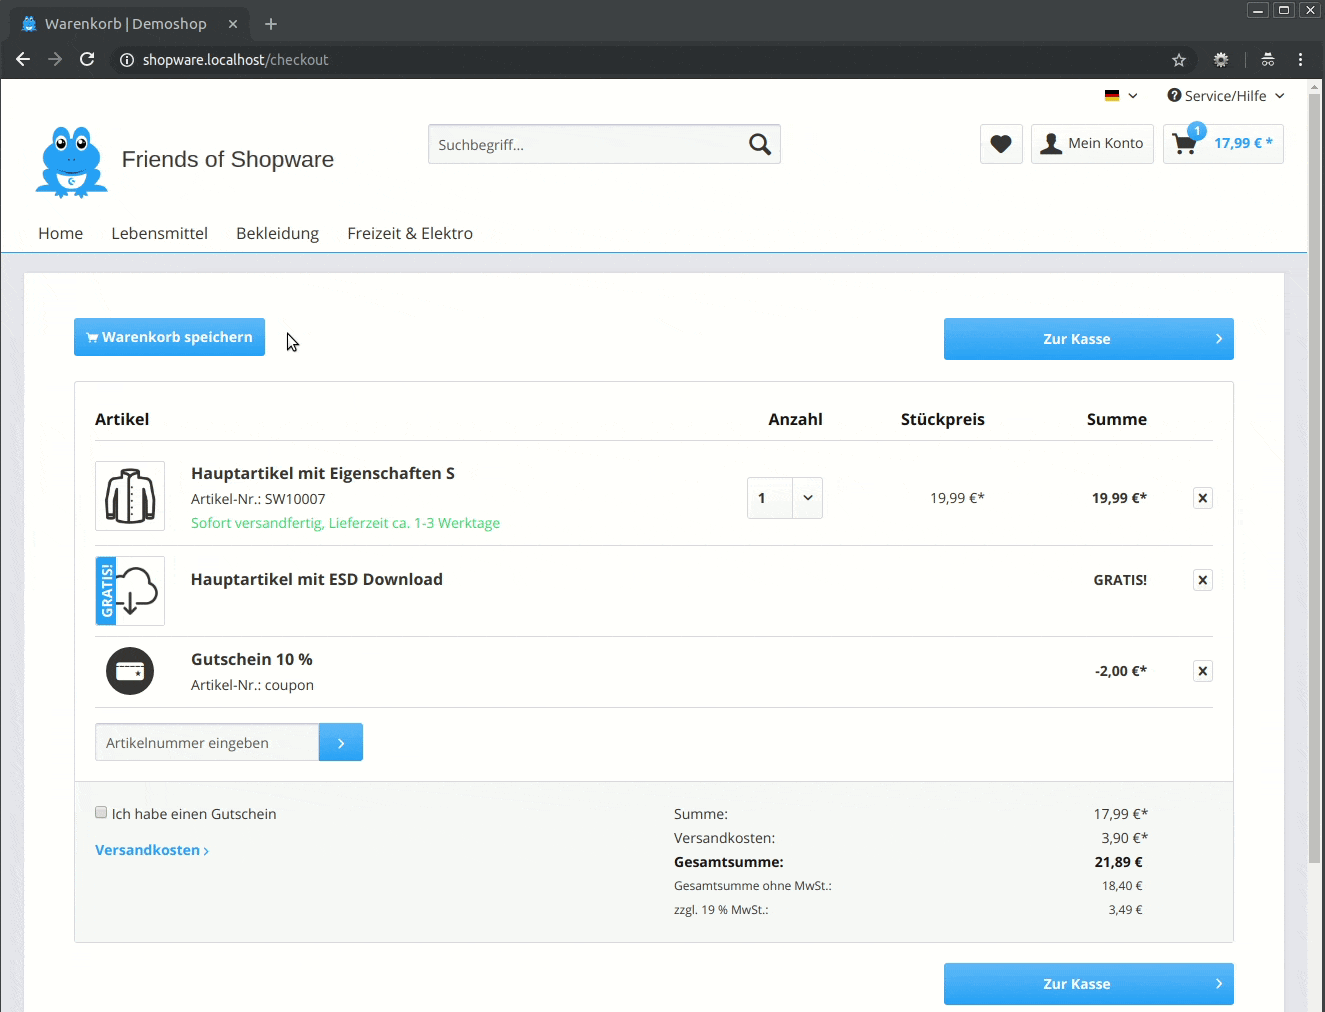 Warenkorb | Demoshop
shopware.localhost/checkout
Service/Hilfe
Friends of Shopware
Suchbegriff...
Mein Konto
1
17,99 € *
Home Lebensmittel Bekleidung Freizeit & Elektro
Warenkorb speichern
Zur Kasse
Artikel Anzahl Stückpreis Summe
Hauptartikel mit Eigenschaften S
Artikel-Nr.: SW10007
Sofort versandfertig, Lieferzeit ca. 1-3 Werktage
1 19,99 €* 19,99 €*
GRATIS!
Hauptartikel mit ESD Download
GRATIS!
Gutschein 10 %
Artikel-Nr.: coupon
-2,00 €*
Artikelnummer eingeben
Ich habe einen Gutschein
Versandkosten
Summe: 17,99 €*
Versandkosten: 3,90 €*
Gesamtsumme: 21,89 €
Gesamtsumme ohne MwSt.: 18,40 €
zzgl. 19 % MwSt.: 3,49 €
Zur Kasse